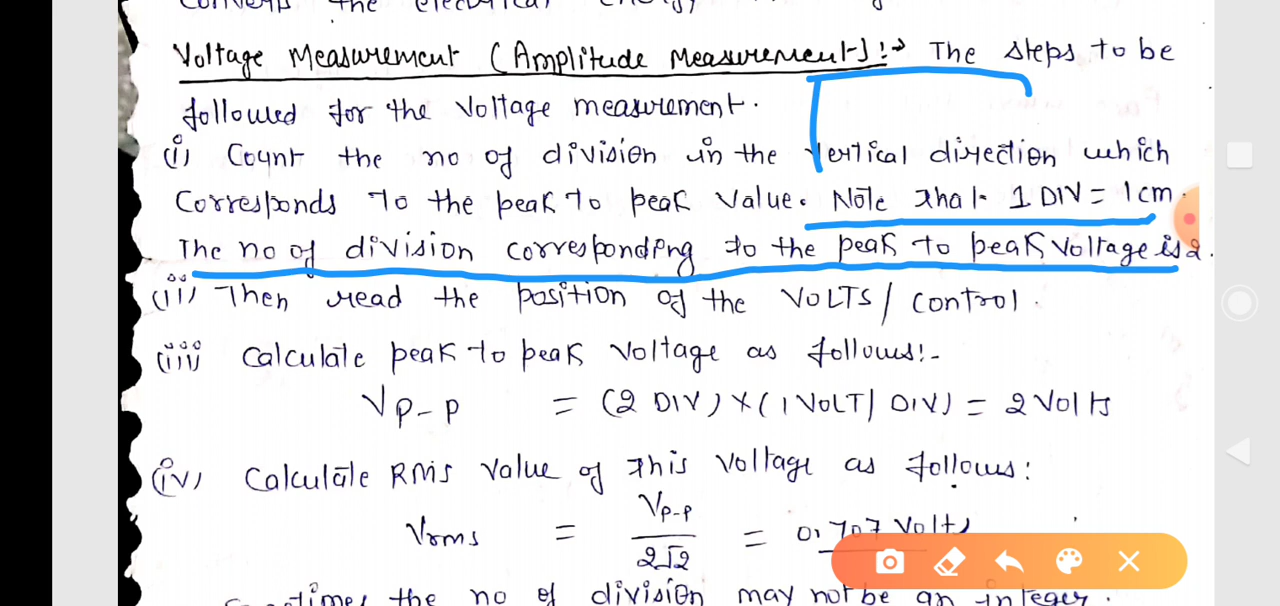 the electrical
Voltage Measurement (Amplitude Measurement):→ The steps to be
followed for the Voltage measurement.
(i) Count the no of division in the vertical direction which
Corresponds To the peak To peak Value. Note that 1 DIV = 1cm.
The no of division corresponding to the peak to peak Voltage is 2.
(ii) Then read the position of the VOLTS/ control.
(iii) Calculate peak to peak Voltage as follows:-
Vp-p = (2 DIV) X (1 VOLT/ DIV) = 2 Volts
(iv) Calculate RMS Value of this Voltage as follows:
Vrms = Vp-p / 2√2 = 0.707 Volts
the no of division may not be an integer.